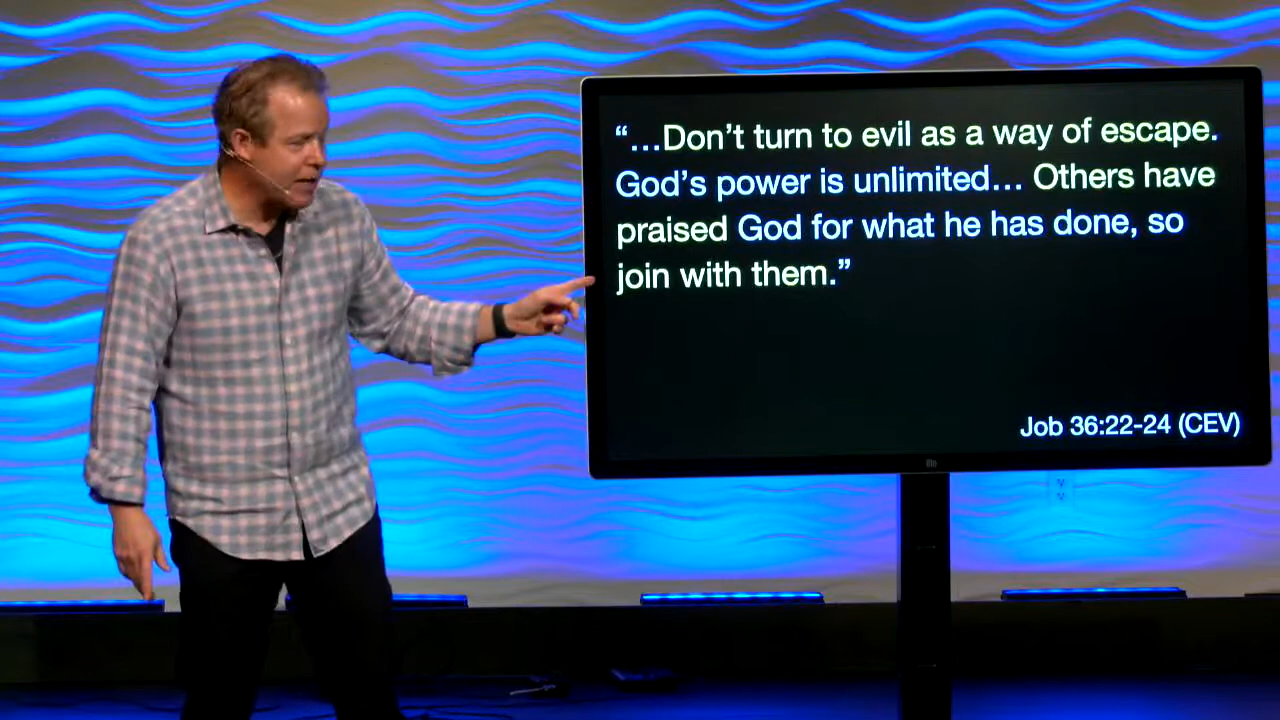 “…Don’t turn to evil as a way of escape.
God’s power is unlimited… Others have
praised God for what he has done, so
join with them.”
Job 36:22-24 (CEV)
elo